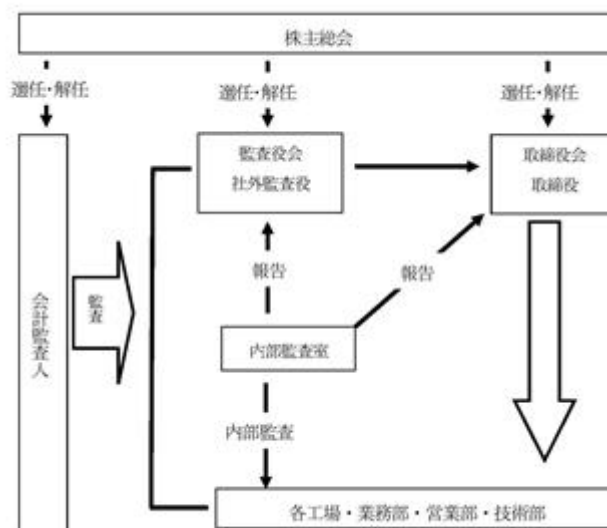 株主総会
選任・解任
選任・解任
選任・解任
監査役会
社外監査役
取締役会
取締役
報告
報告
監査
会計監査人
内部監査室
内部監査
各工場・業務部・営業部・技術部